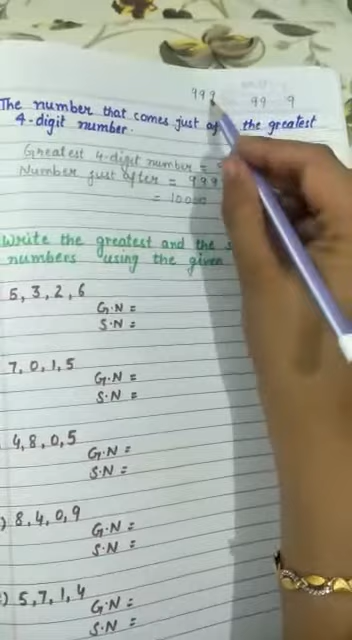 999 99 9
The number that comes just the greatest
4-digit number.
Greatest 4-digit number =
Number just after = 999
= 10000
Write the greatest and the
numbers using the given
5, 3, 2, 6
G.N =
S.N =
7, 0, 1, 5
G.N =
S.N =
4, 8, 0, 5
G.N =
S.N =
) 8, 4, 0, 9
G.N =
S.N =
) 5, 7, 1, 4
G.N =
S.N =